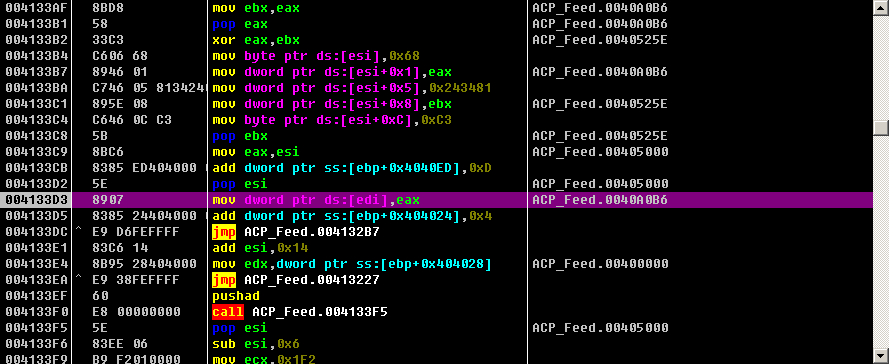 004133AF 8BD8 mov ebx,eax ACP_Feed.0040A0B6
004133B1 58 pop eax ACP_Feed.0040A0B6
004133B2 33C3 xor eax,ebx ACP_Feed.0040525E
004133B4 C606 68 mov byte ptr ds:[esi],0x68
004133B7 8946 01 mov dword ptr ds:[esi+0x1],eax ACP_Feed.0040A0B6
004133BA C746 05 8134240 mov dword ptr ds:[esi+0x5],0x243481
004133C1 895E 08 mov dword ptr ds:[esi+0x8],ebx ACP_Feed.0040525E
004133C4 C646 0C C3 mov byte ptr ds:[esi+0xC],0xC3
004133C8 5B pop ebx ACP_Feed.0040525E
004133C9 8BC6 mov eax,esi ACP_Feed.00405000
004133CB 8385 ED404000 0 add dword ptr ss:[ebp+0x4040ED],0xD
004133D2 5E pop esi ACP_Feed.00405000
004133D3 8907 mov dword ptr ds:[edi],eax ACP_Feed.0040A0B6
004133D5 8385 24404000 0 add dword ptr ss:[ebp+0x404024],0x4
004133DC ^ E9 D6FEFFFF jmp ACP_Feed.004132B7
004133E1 83C6 14 add esi,0x14
004133E4 8B95 28404000 mov edx,dword ptr ss:[ebp+0x404028] ACP_Feed.00400000
004133EA ^ E9 38FEFFFF jmp ACP_Feed.00413227
004133EF 60 pushad
004133F0 E8 00000000 call ACP_Feed.004133F5
004133F5 5E pop esi ACP_Feed.00405000
004133F6 83EE 06 sub esi,0x6
004133F9 B9 F2010000 mov ecx,0x1F2